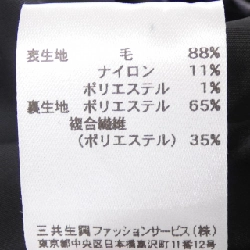 表生地 毛 88%
ナイロン 11%
ポリエステル 1%
裏生地 ポリエステル 65%
複合繊維
(ポリエステル) 35%
三共生興ファッションサービス(株)
東京都中央区日本橋富沢町11番12号